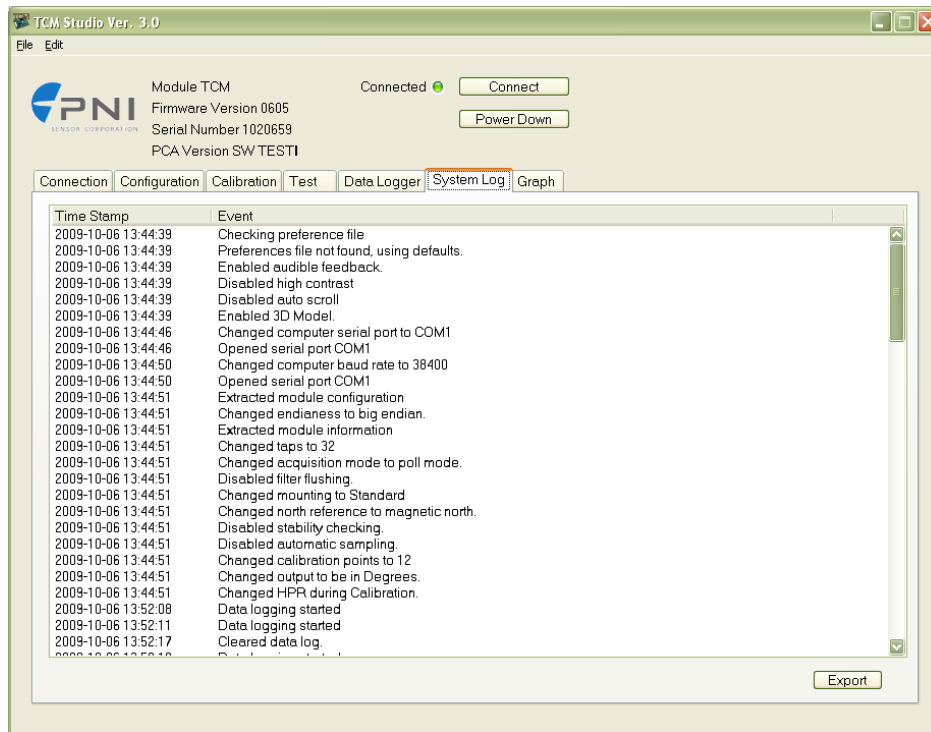 TCM Studio Ver. 3.0
File Edit
PNI
SENSOR CORPORATION
Module TCM
Firmware Version 0605
Serial Number 1020659
PCA Version SW TESTI
Connected Connect
Power Down
Connection Configuration Calibration Test Data Logger System Log Graph
Time Stamp Event
2009-10-06 13:44:39 Checking preference file
2009-10-06 13:44:39 Preferences file not found, using defaults.
2009-10-06 13:44:39 Enabled audible feedback.
2009-10-06 13:44:39 Disabled high contrast
2009-10-06 13:44:39 Disabled auto scroll
2009-10-06 13:44:39 Enabled 3D Model.
2009-10-06 13:44:46 Changed computer serial port to COM1
2009-10-06 13:44:46 Opened serial port COM1
2009-10-06 13:44:50 Changed computer baud rate to 38400
2009-10-06 13:44:50 Opened serial port COM1
2009-10-06 13:44:51 Extracted module configuration
2009-10-06 13:44:51 Changed endianess to big endian.
2009-10-06 13:44:51 Extracted module information
2009-10-06 13:44:51 Changed taps to 32
2009-10-06 13:44:51 Changed acquisition mode to poll mode.
2009-10-06 13:44:51 Disabled filter flushing.
2009-10-06 13:44:51 Changed mounting to Standard
2009-10-06 13:44:51 Changed north reference to magnetic north.
2009-10-06 13:44:51 Disabled stability checking.
2009-10-06 13:44:51 Disabled automatic sampling.
2009-10-06 13:44:51 Changed calibration points to 12
2009-10-06 13:44:51 Changed output to be in Degrees.
2009-10-06 13:44:51 Changed HPR during Calibration.
2009-10-06 13:52:08 Data logging started
2009-10-06 13:52:11 Data logging started
2009-10-06 13:52:17 Cleared data log.
Export